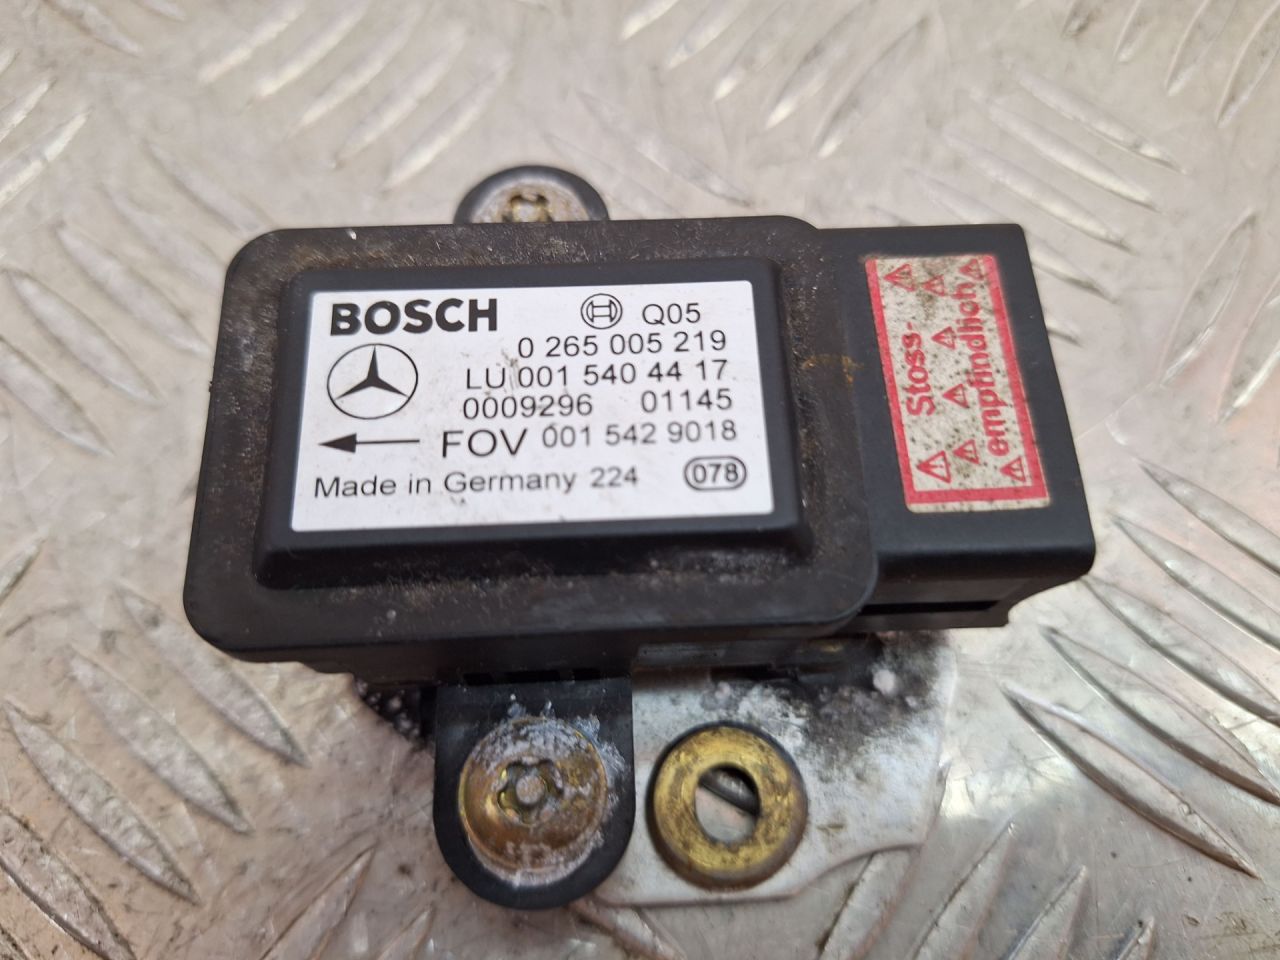 BOSCH Q05
0 265 005 219
LU 001 540 44 17
0009296 01145
FOV 001 542 9018
Made in Germany 224 078
Stoss-
empfindlich